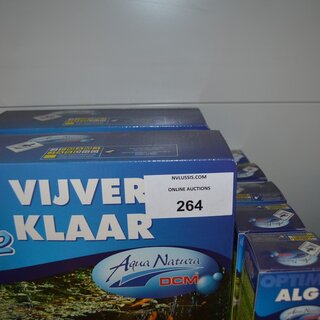 VIJVER
KLAAR
NVLUSSIS.COM
ONLINE AUCTIONS
264
Aqua Natura
DCM
OPTIM
ALG